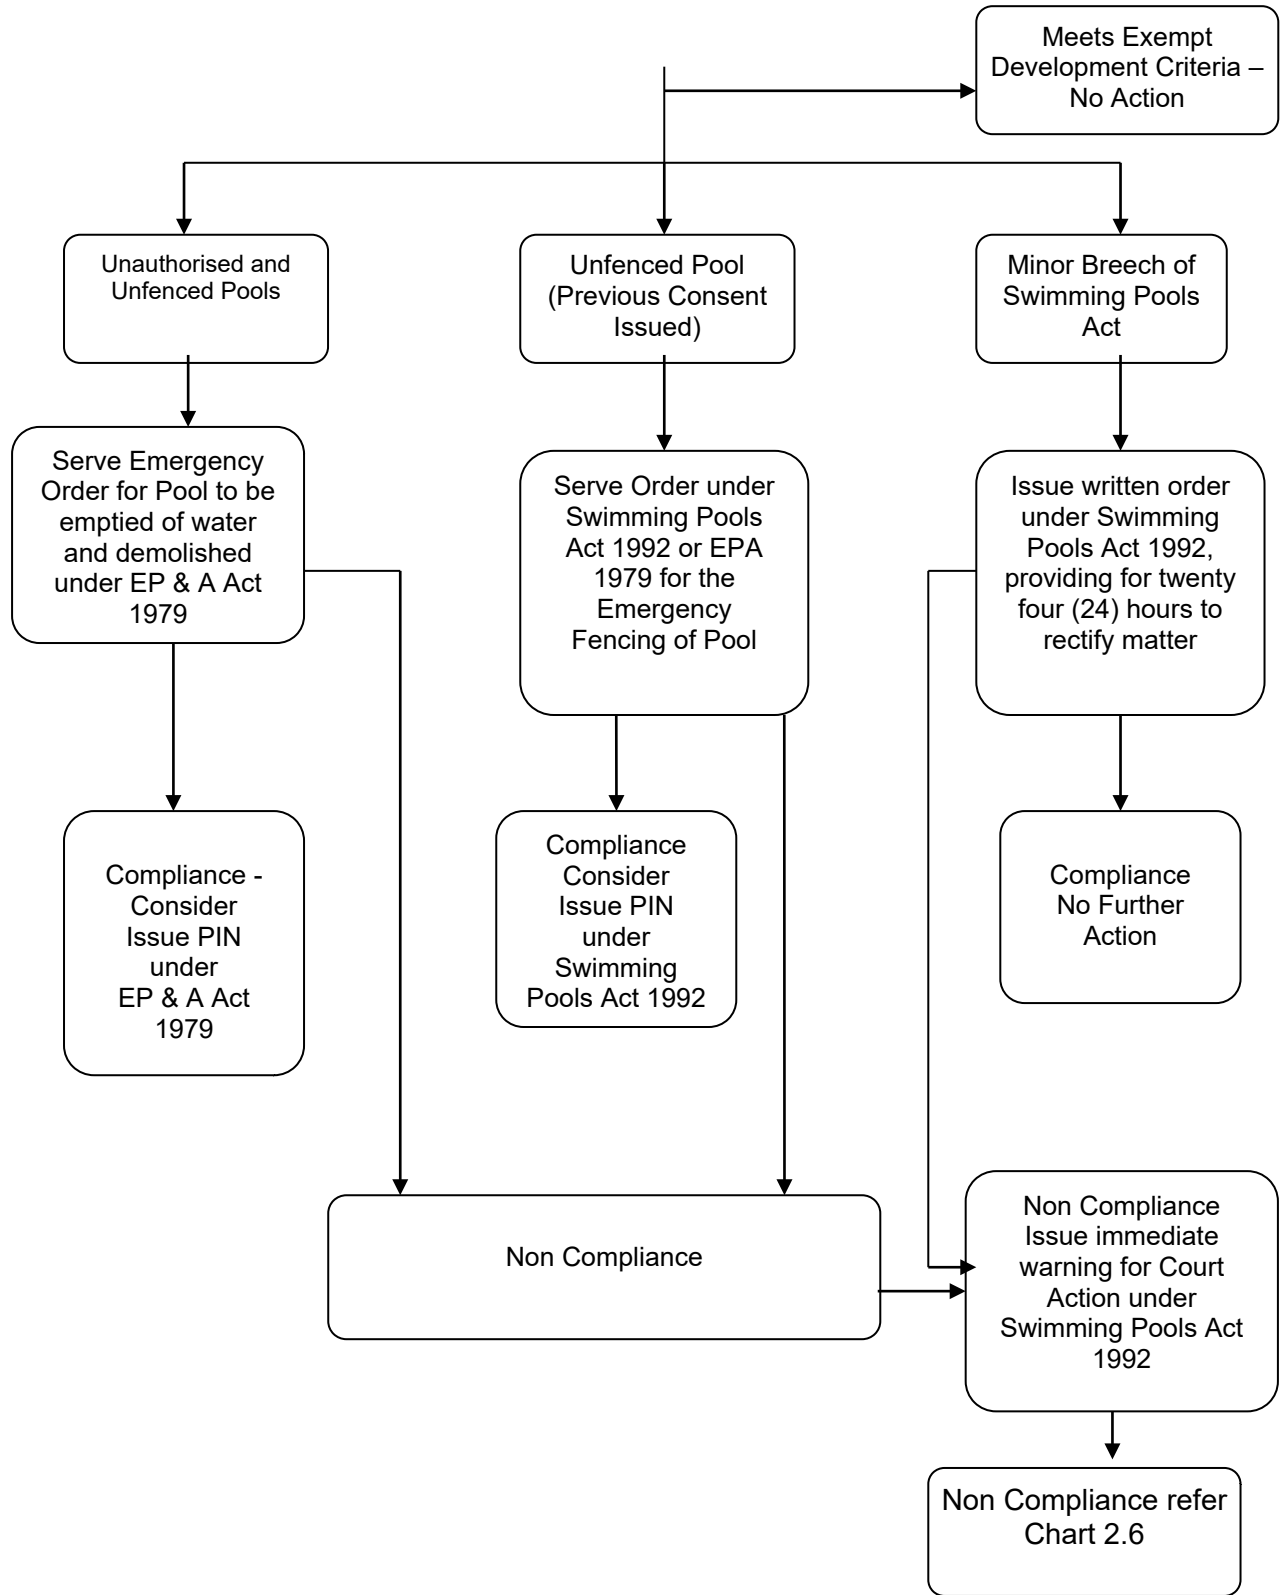 Meets Exempt
Development Criteria –
No Action
Unauthorised and
Unfenced Pools
Unfenced Pool
(Previous Consent
Issued)
Minor Breech of
Swimming Pools
Act
Serve Emergency
Order for Pool to be
emptied of water
and demolished
under EP & A Act
1979
Serve Order under
Swimming Pools
Act 1992 or EPA
1979 for the
Emergency
Fencing of Pool
Issue written order
under Swimming
Pools Act 1992,
providing for twenty
four (24) hours to
rectify matter
Compliance -
Consider
Issue PIN
under
EP & A Act
1979
Compliance
Consider
Issue PIN
under
Swimming
Pools Act 1992
Compliance
No Further
Action
Non Compliance
Non Compliance
Issue immediate
warning for Court
Action under
Swimming Pools Act
1992
Non Compliance refer
Chart 2.6